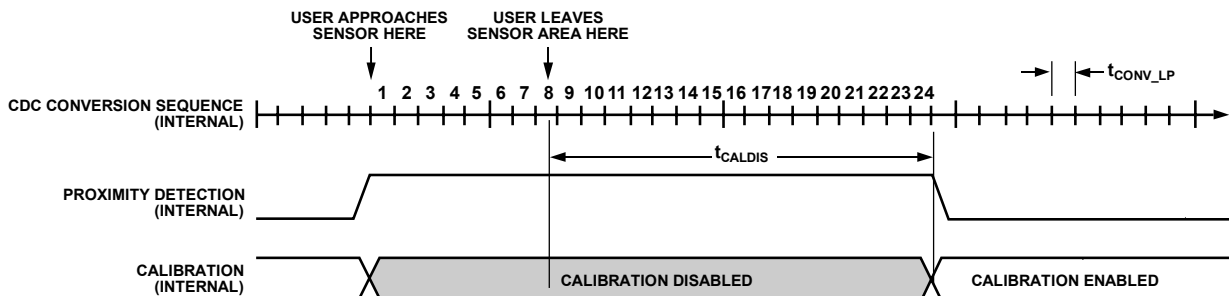 USER APPROACHES
SENSOR HERE
USER LEAVES
SENSOR AREA HERE
tCONV_LP
CDC CONVERSION SEQUENCE
(INTERNAL)
1 2 3 4 5 6 7 8 9 10 11 12 13 14 15 16 17 18 19 20 21 22 23 24
tCALDIS
PROXIMITY DETECTION
(INTERNAL)
CALIBRATION
(INTERNAL)
CALIBRATION DISABLED
CALIBRATION ENABLED